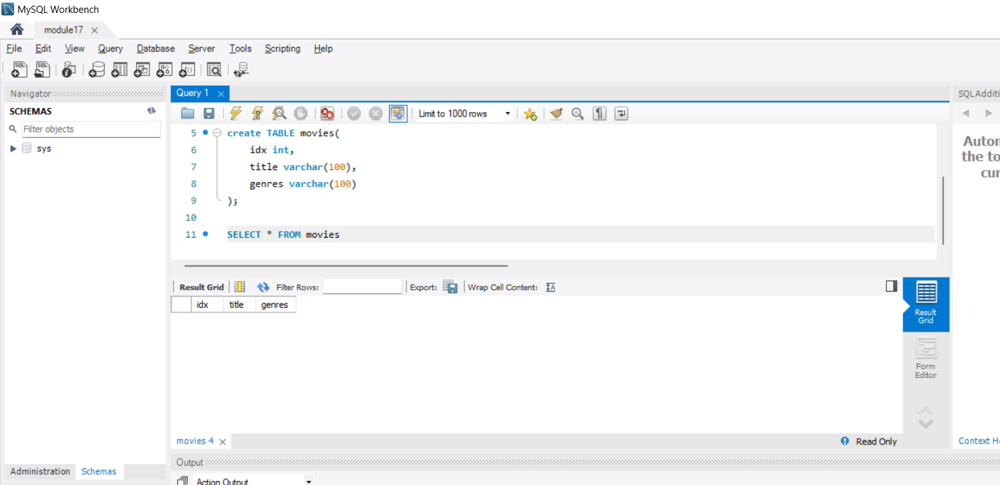 MySQL Workbench
module17
File Edit View Query Database Server Tools Scripting Help
Navigator
SCHEMAS
Filter objects
sys
Administration Schemas
Query 1
Limit to 1000 rows
5 create TABLE movies(
6 idx int,
7 title varchar(100),
8 genres varchar(100)
9 );
10
11 SELECT * FROM movies
Result Grid Filter Rows: Export: Wrap Cell Content:
idx title genres
Result
Grid
Form
Editor
movies 4
Read Only
Output
Action Output
SQLAdditi
Autom
the to
cur
Context H